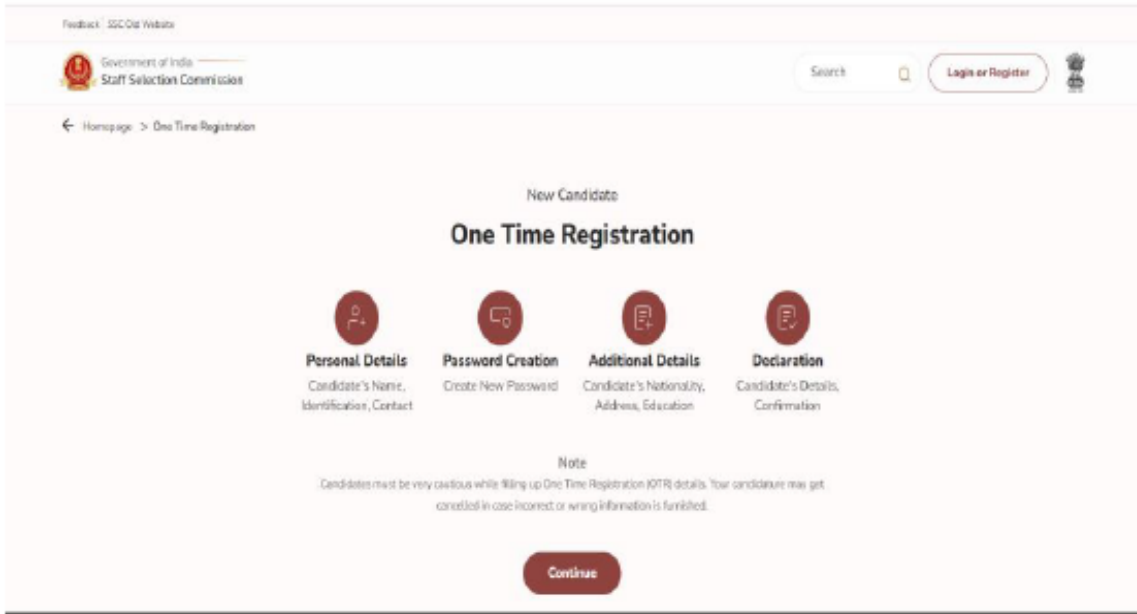 Feedback | SSC Old Website
Government of India
Staff Selection Commission
Search
Login or Register
Homepage > One Time Registration
New Candidate
One Time Registration
Personal Details
Candidate's Name,
Identification, Contact
Password Creation
Create New Password
Additional Details
Candidate's Nationality,
Address, Education
Declaration
Candidate's Details,
Confirmation
Note
Candidates must be very cautious while filling up One Time Registration (OTR) details. Your candidature may get
cancelled in case incorrect or wrong information is furnished.
Continue